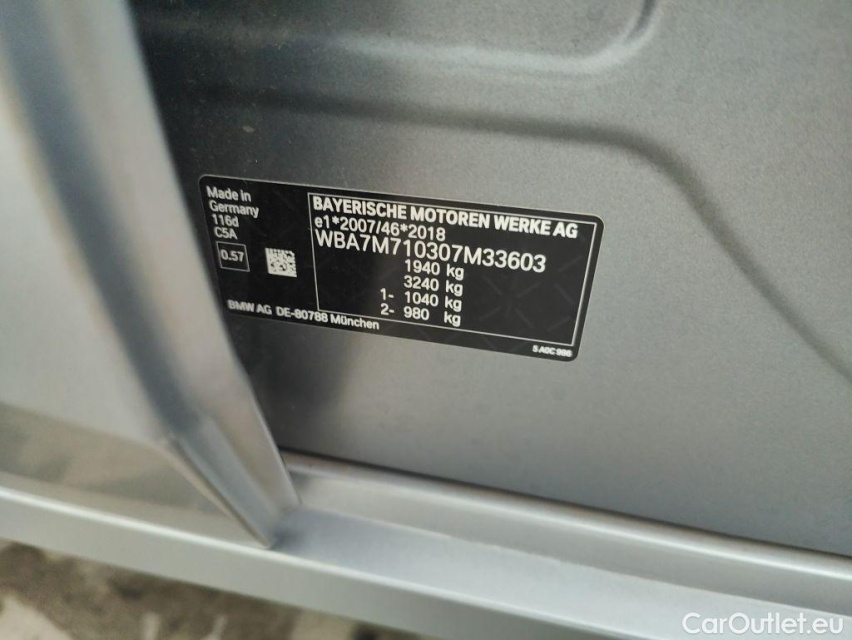 Made in
Germany
116d
C5A
0.57
BMW AG DE-80788 München
BAYERISCHE MOTOREN WERKE AG
e1*2007/46*2018
WBA7M710307M33603
1940 kg
3240 kg
1- 1040 kg
2- 980 kg
CarOutlet.eu